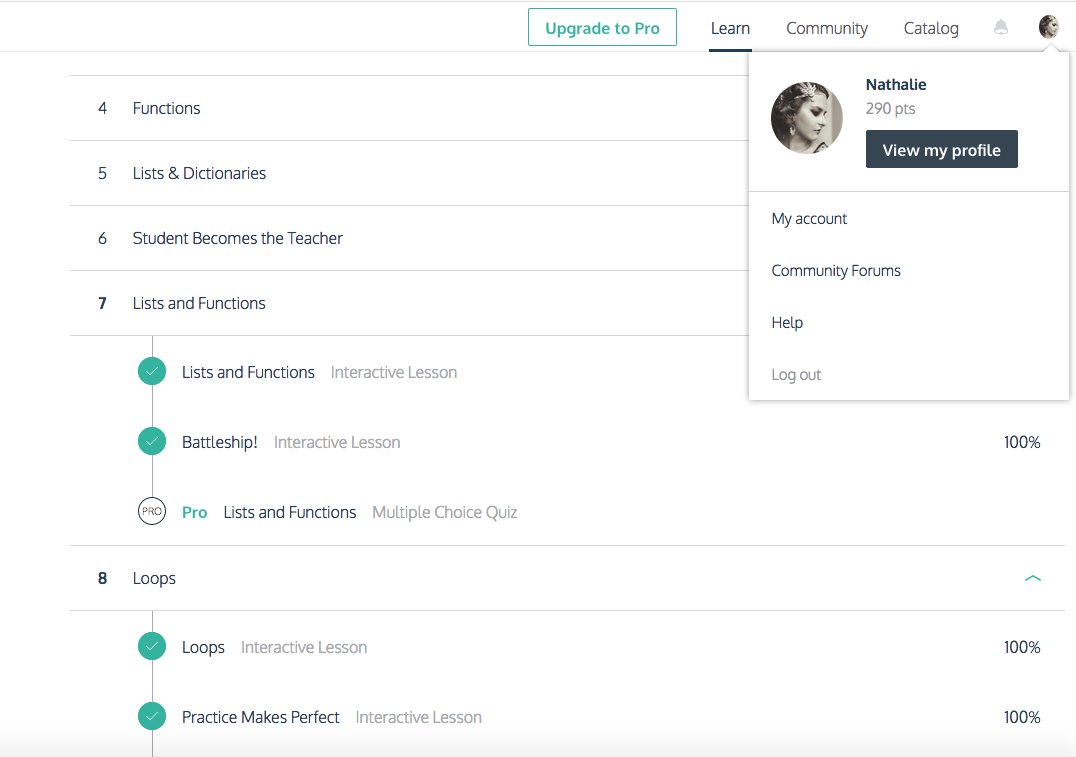 Upgrade to Pro Learn Community Catalog
Nathalie
290 pts
View my profile
My account
Community Forums
Help
Log out
4 Functions
5 Lists & Dictionaries
6 Student Becomes the Teacher
7 Lists and Functions
Lists and Functions Interactive Lesson
Battleship! Interactive Lesson 100%
PRO Pro Lists and Functions Multiple Choice Quiz
8 Loops
Loops Interactive Lesson 100%
Practice Makes Perfect Interactive Lesson 100%